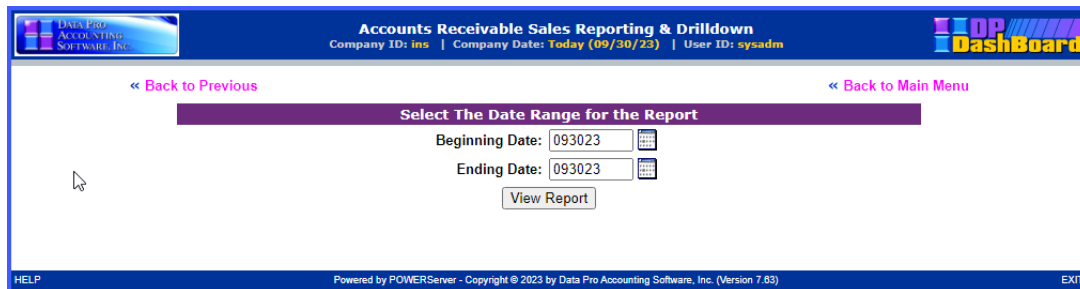 DATA PRO
ACCOUNTING
SOFTWARE, INC.
Accounts Receivable Sales Reporting & Drilldown
Company ID: ins | Company Date: Today (09/30/23) | User ID: sysadm
DP
DashBoard
« Back to Previous
« Back to Main Menu
Select The Date Range for the Report
Beginning Date: 093023
Ending Date: 093023
View Report
HELP
Powered by POWERServer - Copyright © 2023 by Data Pro Accounting Software, Inc. (Version 7.63)
EXIT